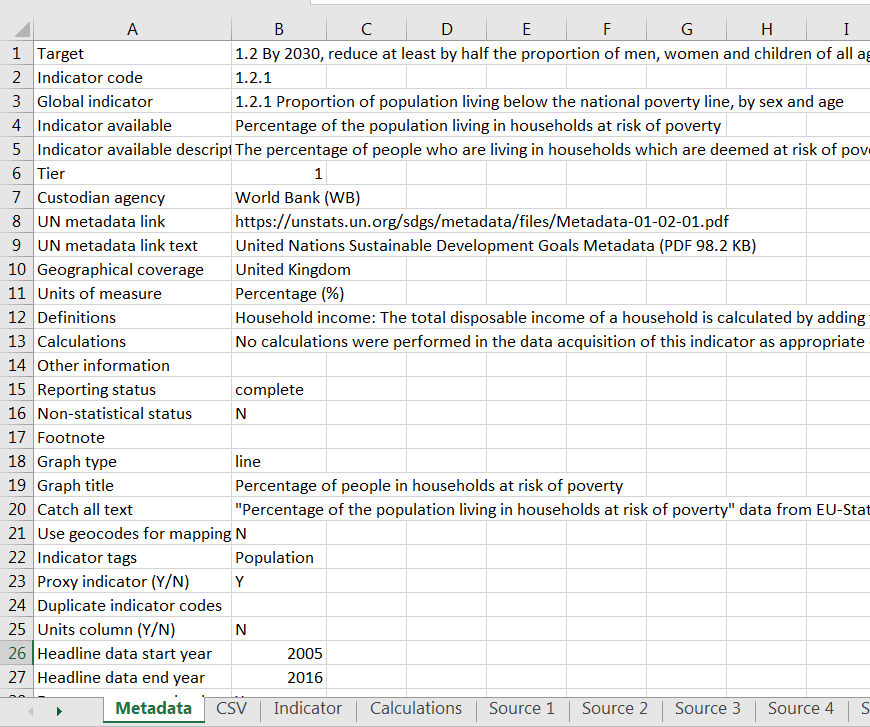 A B C D E F G H I
1 Target 1.2 By 2030, reduce at least by half the proportion of men, women and children of all ag
2 Indicator code 1.2.1
3 Global indicator 1.2.1 Proportion of population living below the national poverty line, by sex and age
4 Indicator available Percentage of the population living in households at risk of poverty
5 Indicator available descript The percentage of people who are living in households which are deemed at risk of pov
6 Tier 1
7 Custodian agency World Bank (WB)
8 UN metadata link https://unstats.un.org/sdgs/metadata/files/Metadata-01-02-01.pdf
9 UN metadata link text United Nations Sustainable Development Goals Metadata (PDF 98.2 KB)
10 Geographical coverage United Kingdom
11 Units of measure Percentage (%)
12 Definitions Household income: The total disposable income of a household is calculated by adding
13 Calculations No calculations were performed in the data acquisition of this indicator as appropriate
14 Other information
15 Reporting status complete
16 Non-statistical status N
17 Footnote
18 Graph type line
19 Graph title Percentage of people in households at risk of poverty
20 Catch all text "Percentage of the population living in households at risk of poverty" data from EU-Stat
21 Use geocodes for mapping N
22 Indicator tags Population
23 Proxy indicator (Y/N) Y
24 Duplicate indicator codes
25 Units column (Y/N) N
26 Headline data start year 2005
27 Headline data end year 2016
Metadata CSV Indicator Calculations Source 1 Source 2 Source 3 Source 4 S